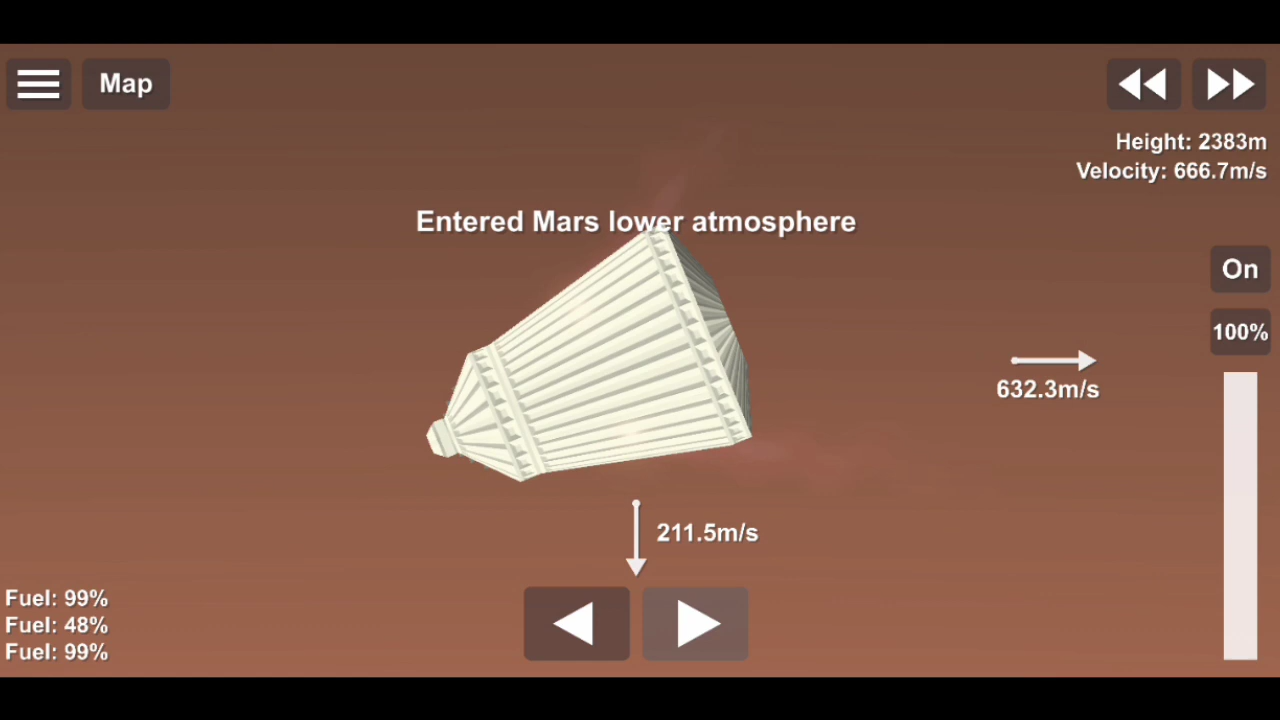 Map
Height: 2383m
Velocity: 666.7m/s
Entered Mars lower atmosphere
On
100%
632.3m/s
211.5m/s
Fuel: 99%
Fuel: 48%
Fuel: 99%